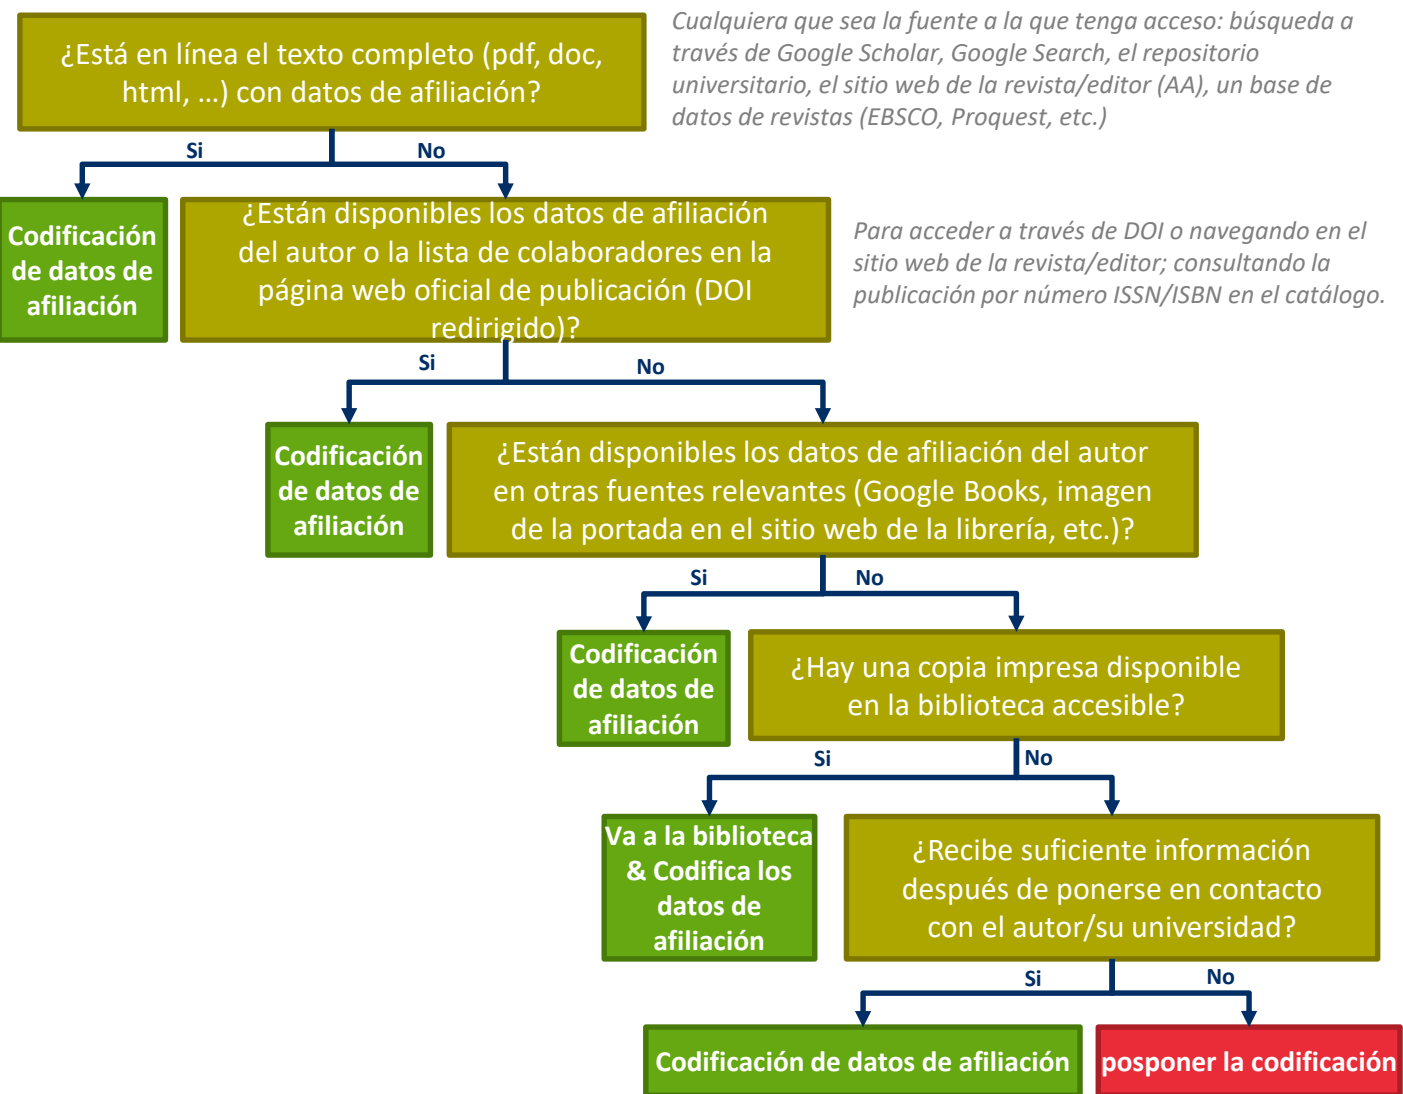 ¿Está en línea el texto completo (pdf, doc,
html, …) con datos de afiliación?
Cualquiera que sea la fuente a la que tenga acceso: búsqueda a
través de Google Scholar, Google Search, el repositorio
universitario, el sitio web de la revista/editor (AA), un base de
datos de revistas (EBSCO, Proquest, etc.)
Si
No
Codificación
de datos de
afiliación
¿Están disponibles los datos de afiliación
del autor o la lista de colaboradores en la
página web oficial de publicación (DOI
redirigido)?
Para acceder a través de DOI o navegando en el
sitio web de la revista/editor; consultando la
publicación por número ISSN/ISBN en el catálogo.
Si
No
Codificación
de datos de
afiliación
¿Están disponibles los datos de afiliación del autor
en otras fuentes relevantes (Google Books, imagen
de la portada en el sitio web de la librería, etc.)?
Si
No
Codificación
de datos de
afiliación
¿Hay una copia impresa disponible
en la biblioteca accesible?
Si
No
Va a la biblioteca
& Codifica los
datos de
afiliación
¿Recibe suficiente información
después de ponerse en contacto
con el autor/su universidad?
Si
No
Codificación de datos de afiliación
posponer la codificación